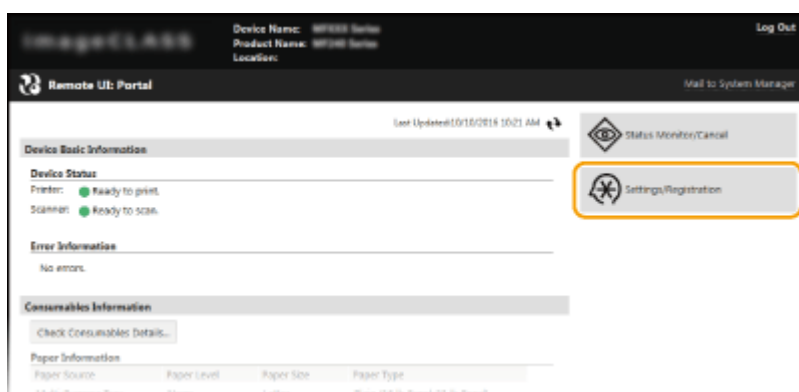 imageCLASS
Device Name:
Product Name:
Location:
Log Out
Remote UI: Portal
Mail to System Manager
Last Updated:10/10/2016 10:21 AM
Device Basic Information
Device Status
Printer: Ready to print.
Scanner: Ready to scan.
Error Information
No errors.
Consumables Information
Check Consumables Details...
Paper Information
Paper Source Paper Level Paper Size Paper Type
Status Monitor/Cancel
Settings/Registration